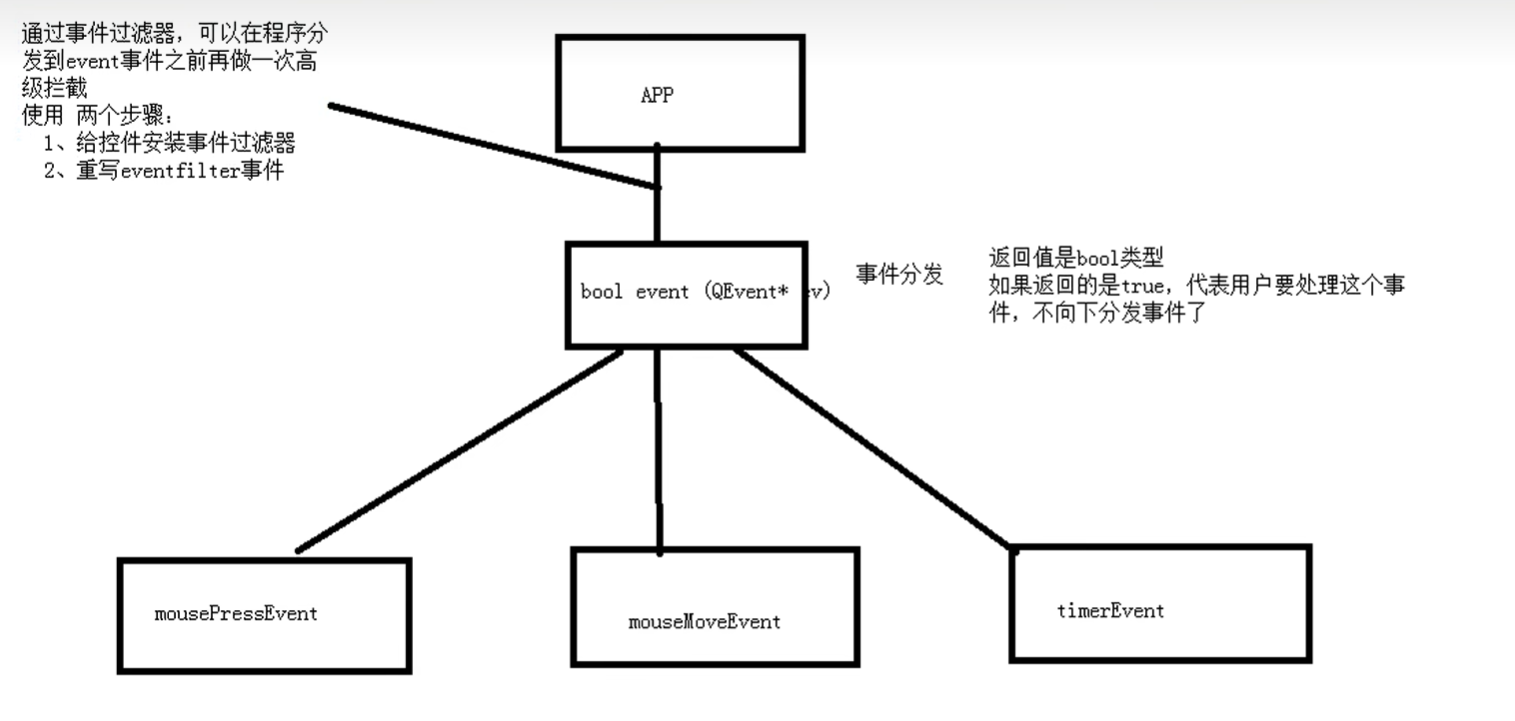 通过事件过滤器，可以在程序分
发到event事件之前再做一次高
级拦截
使用 两个步骤：
1、给控件安装事件过滤器
2、重写eventfilter事件
APP
bool event (QEvent* ev)
事件分发
返回值是bool类型
如果返回的是true，代表用户要处理这个事
件，不向下分发事件了
mousePressEvent
mouseMoveEvent
timerEvent